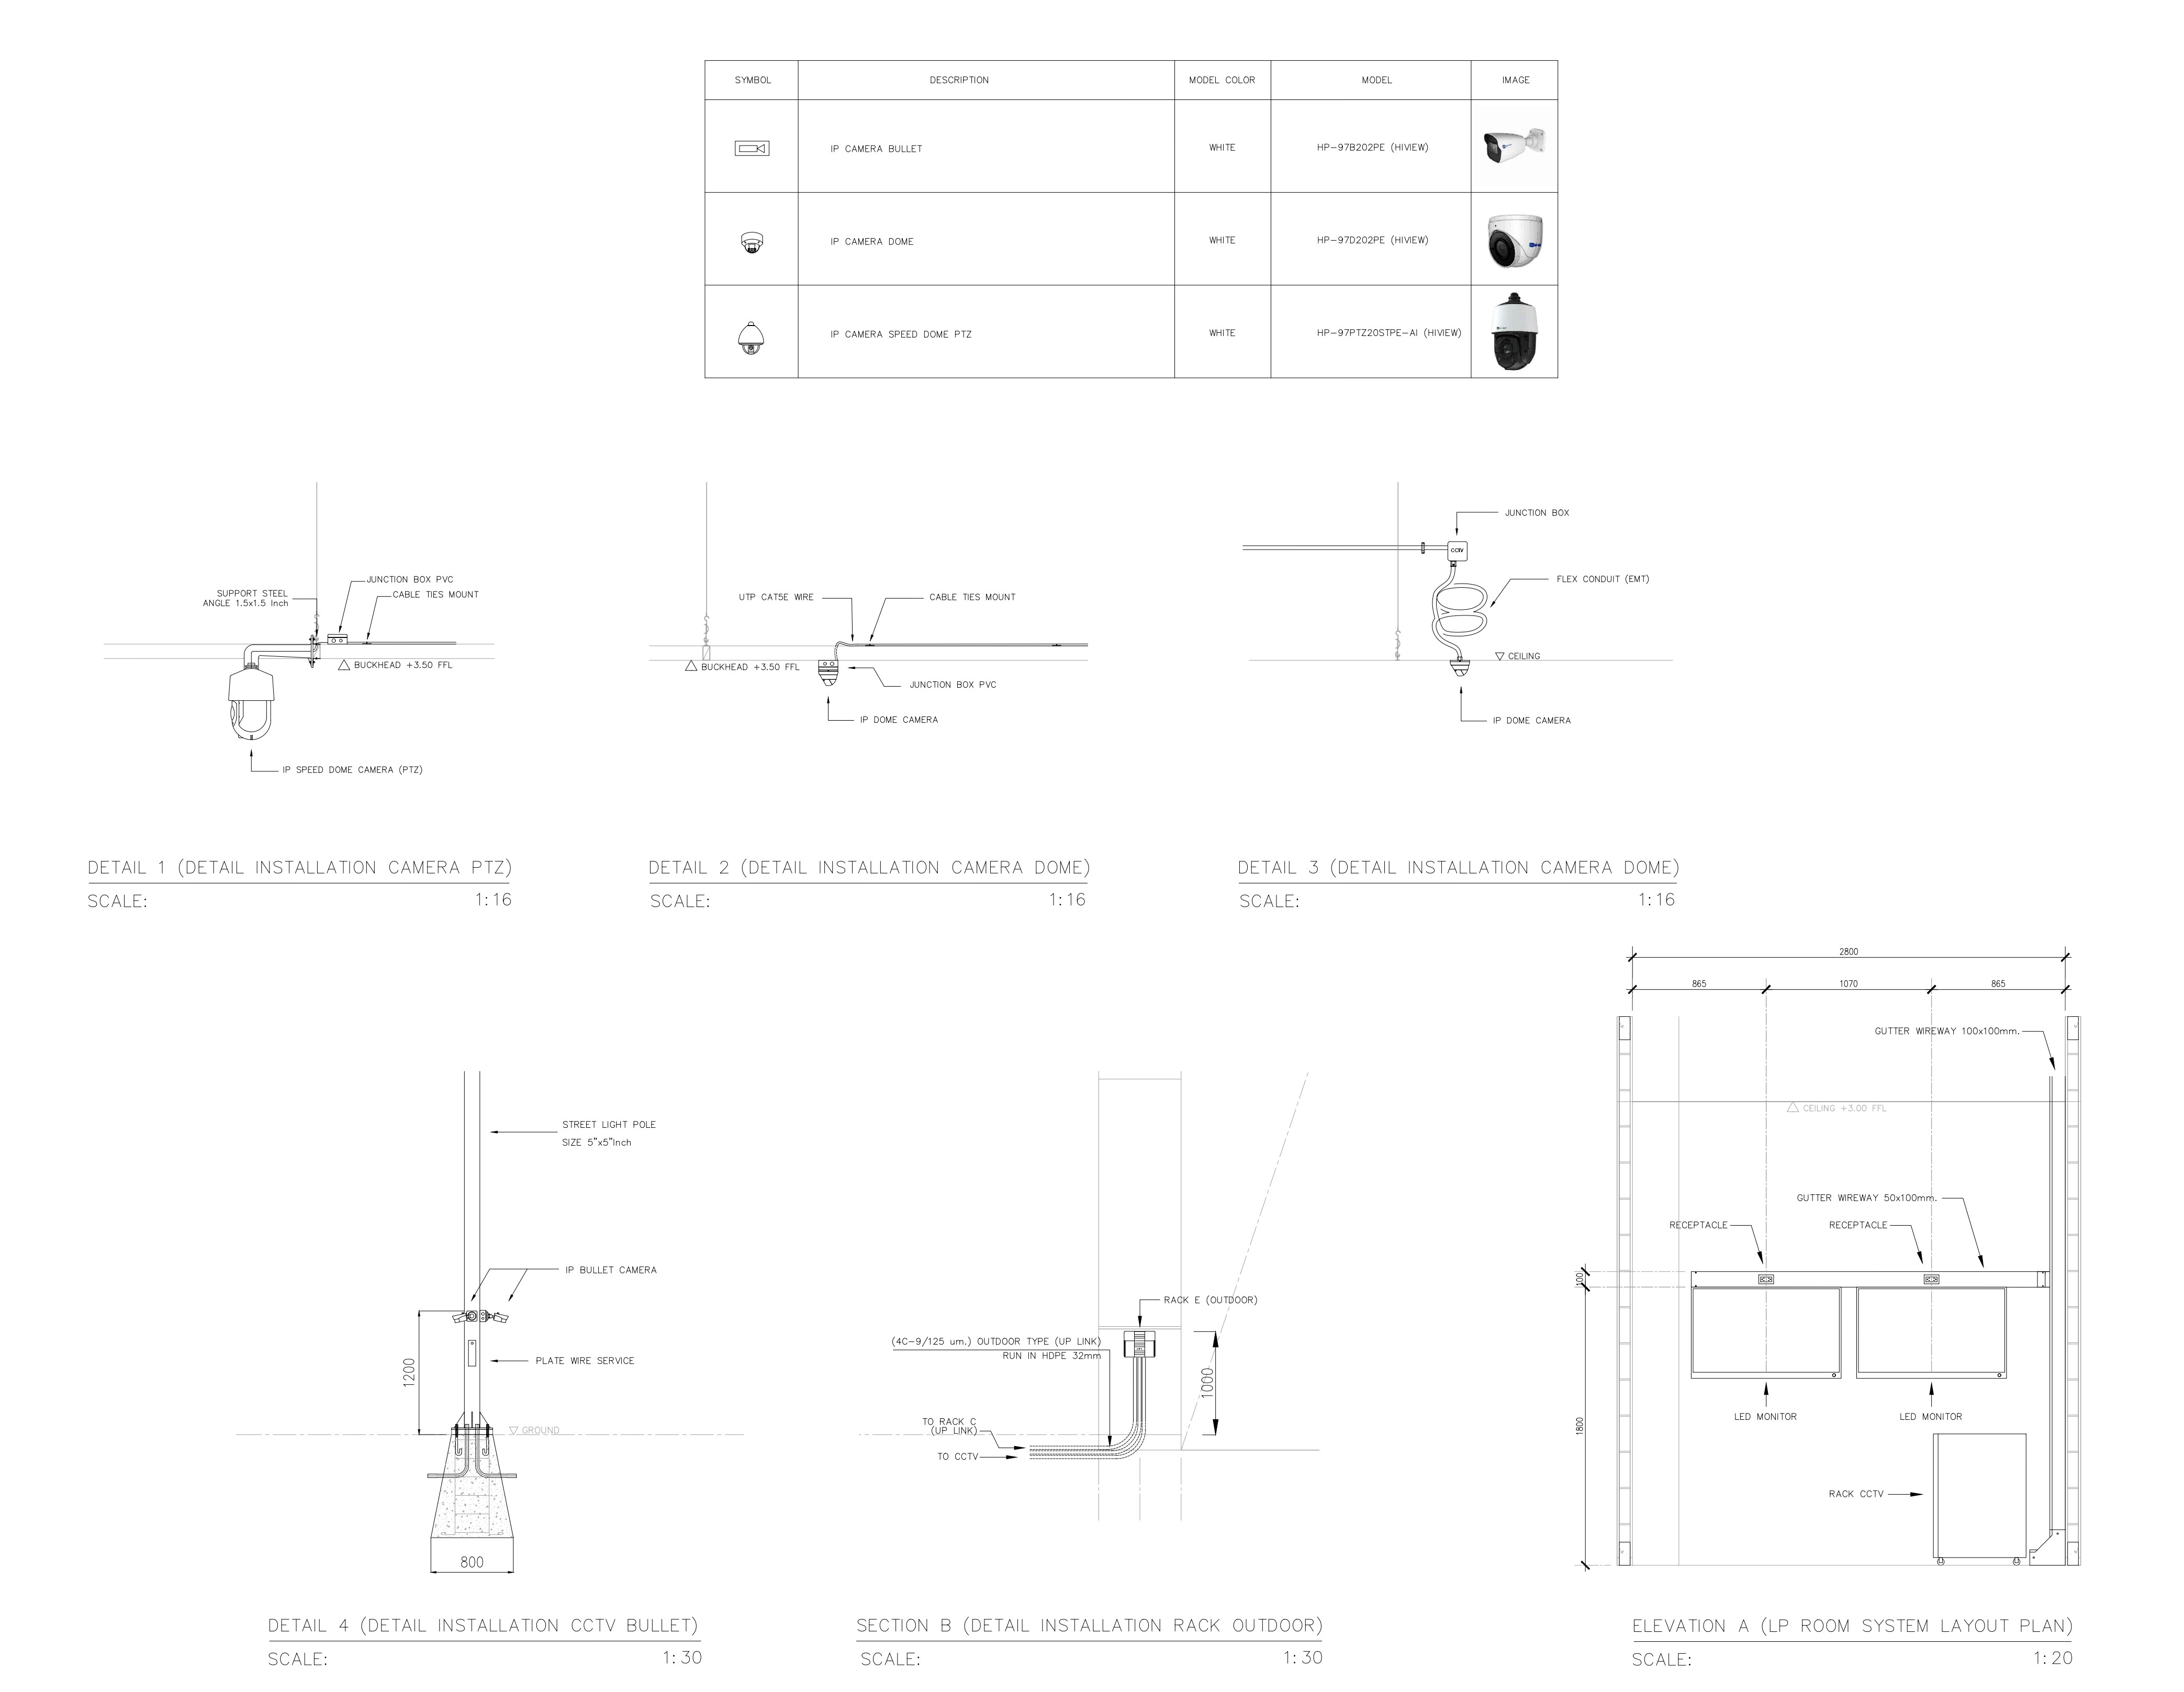 SYMBOL DESCRIPTION MODEL COLOR MODEL IMAGE
IP CAMERA BULLET WHITE HP-97B202PE (HIVIEW)
IP CAMERA DOME WHITE HP-97D202PE (HIVIEW)
IP CAMERA SPEED DOME PTZ WHITE HP-97PTZ20STPE-AI (HIVIEW)
SUPPORT STEEL
ANGLE 1.5x1.5 Inch
JUNCTION BOX PVC
CABLE TIES MOUNT
BUCKHEAD +3.50 FFL
IP SPEED DOME CAMERA (PTZ)
DETAIL 1 (DETAIL INSTALLATION CAMERA PTZ)
SCALE: 1:16
UTP CAT5E WIRE
CABLE TIES MOUNT
BUCKHEAD +3.50 FFL
JUNCTION BOX PVC
IP DOME CAMERA
DETAIL 2 (DETAIL INSTALLATION CAMERA DOME)
SCALE: 1:16
JUNCTION BOX
CCTV
FLEX CONDUIT (EMT)
CEILING
IP DOME CAMERA
DETAIL 3 (DETAIL INSTALLATION CAMERA DOME)
SCALE: 1:16
STREET LIGHT POLE
SIZE 5"x5"Inch
IP BULLET CAMERA
PLATE WIRE SERVICE
1200
GROUND
800
DETAIL 4 (DETAIL INSTALLATION CCTV BULLET)
SCALE: 1:30
RACK E (OUTDOOR)
(4C-9/125 um.) OUTDOOR TYPE (UP LINK)
RUN IN HDPE 32mm
1000
TO RACK C
(UP LINK)
TO CCTV
SECTION B (DETAIL INSTALLATION RACK OUTDOOR)
SCALE: 1:30
2800
865 1070 865
GUTTER WIREWAY 100x100mm.
CEILING +3.00 FFL
GUTTER WIREWAY 50x100mm.
RECEPTACLE RECEPTACLE
100
LED MONITOR LED MONITOR
1800
RACK CCTV
ELEVATION A (LP ROOM SYSTEM LAYOUT PLAN)
SCALE: 1:20